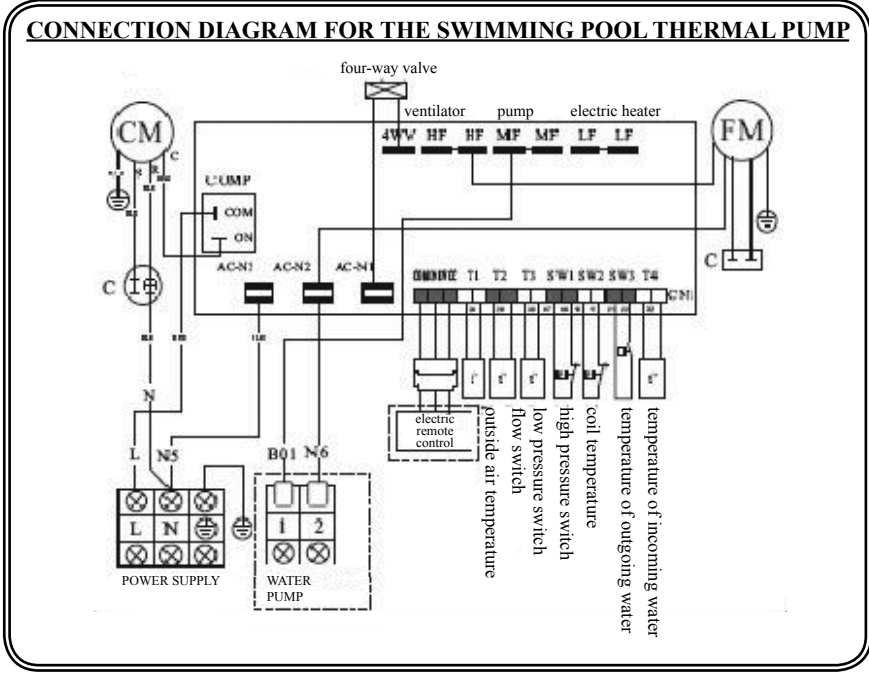 CONNECTION DIAGRAM FOR THE SWIMMING POOL THERMAL PUMP
four-way valve
ventilator pump electric heater
4WW HF HF MF MF LF LF
CM
FM
C
R
COMP
COM
ON
AC-N3 AC-N2 AC-N1
T1 T2 T3 SW1 SW2 SW3 T4
C
C
N
L N5
B01 N6
electric
remote
control
outside air temperature
flow switch
low pressure switch
high pressure switch
coil temperature
temperature of outgoing water
temperature of incoming water
t° t° t° t°
L N
1 2
POWER SUPPLY
WATER
PUMP